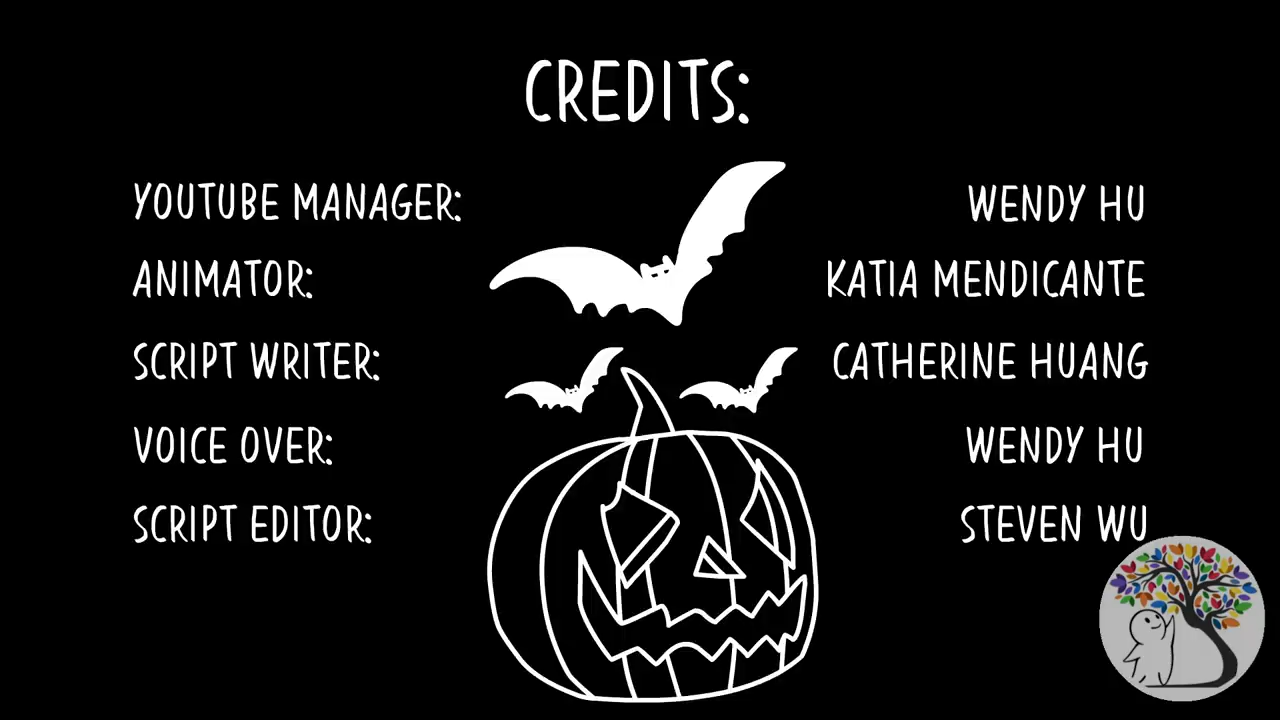 CREDITS:
YOUTUBE MANAGER: WENDY HU
ANIMATOR: KATIA MENDICANTE
SCRIPT WRITER: CATHERINE HUANG
VOICE OVER: WENDY HU
SCRIPT EDITOR: STEVEN WU